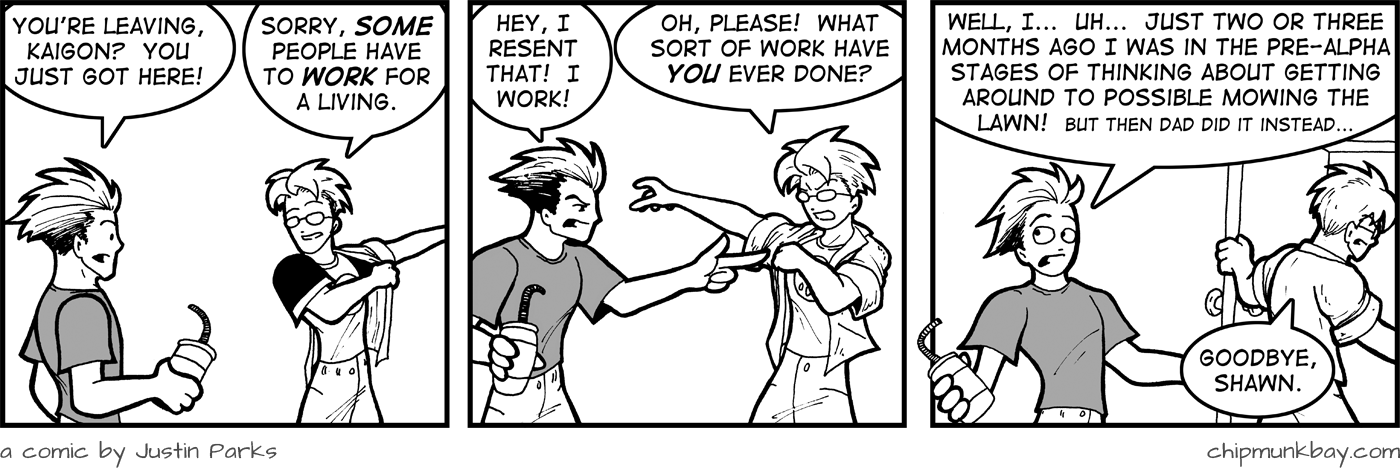 YOU'RE LEAVING,
KAIGON? YOU
JUST GOT HERE!
SORRY, SOME
PEOPLE HAVE
TO WORK FOR
A LIVING.
HEY, I
RESENT
THAT! I
WORK!
OH, PLEASE! WHAT
SORT OF WORK HAVE
YOU EVER DONE?
WELL, I... UH... JUST TWO OR THREE
MONTHS AGO I WAS IN THE PRE-ALPHA
STAGES OF THINKING ABOUT GETTING
AROUND TO POSSIBLE MOWING THE
LAWN! BUT THEN DAD DID IT INSTEAD...
GOODBYE,
SHAWN.
a comic by Justin Parks
chipmunkbay.com